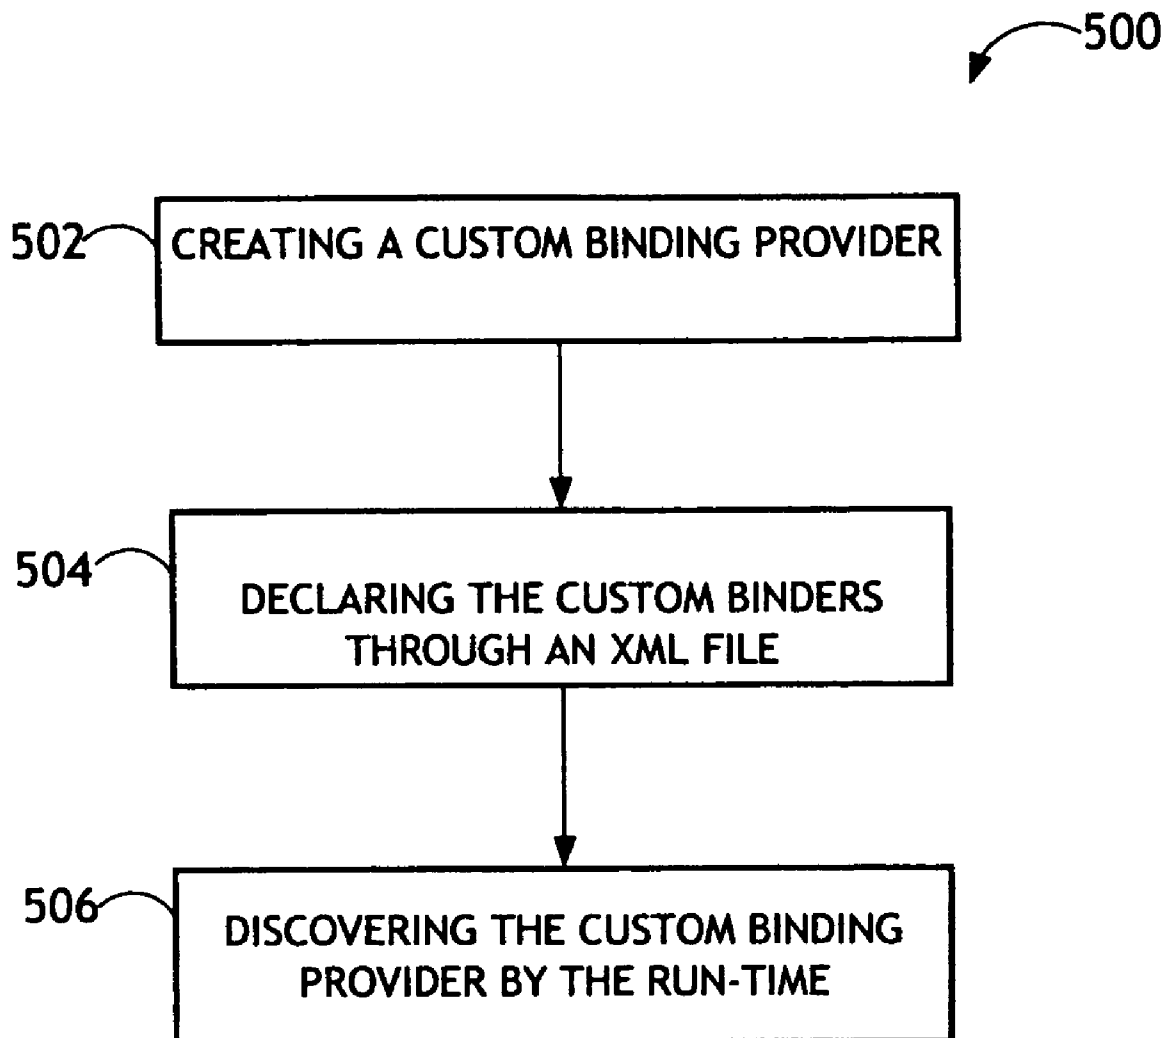 500
502
CREATING A CUSTOM BINDING PROVIDER
504
DECLARING THE CUSTOM BINDERS
THROUGH AN XML FILE
506
DISCOVERING THE CUSTOM BINDING
PROVIDER BY THE RUN-TIME